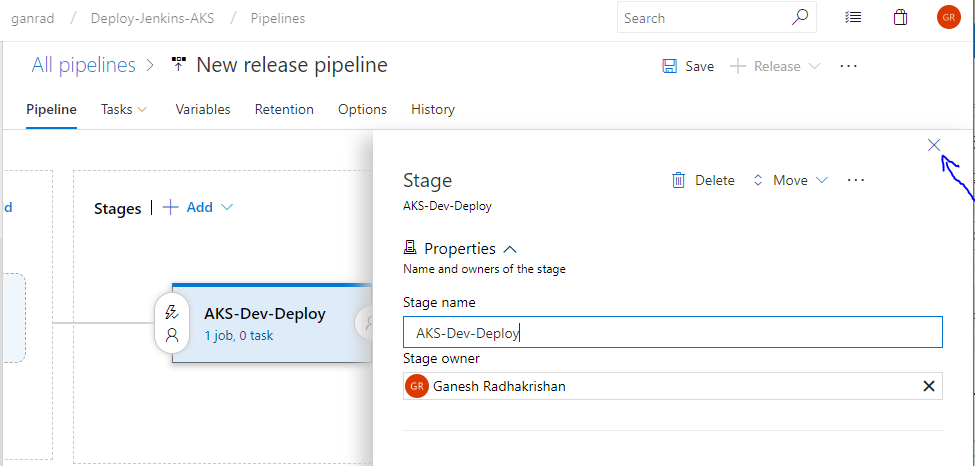 ganrad / Deploy-Jenkins-AKS / Pipelines
Search
GR
All pipelines > New release pipeline
Save
Release
Pipeline
Tasks
Variables
Retention
Options
History
d
Stages | + Add
AKS-Dev-Deploy
1 job, 0 task
Stage
Delete
Move
AKS-Dev-Deploy
Properties
Name and owners of the stage
Stage name
AKS-Dev-Deploy
Stage owner
GR Ganesh Radhakrishan